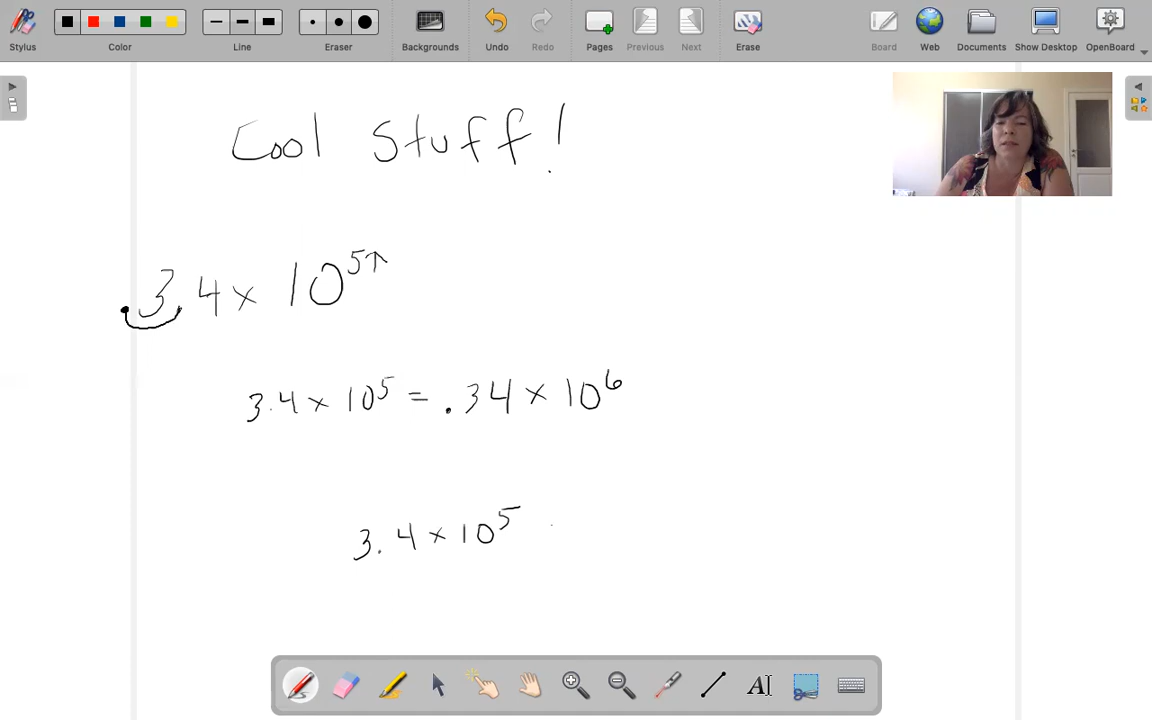 Stylus Color Line Eraser Backgrounds Undo Redo Pages Previous Next Erase Board Web Documents Show Desktop OpenBoard
Cool Stuff!
3.4 × 10⁵↑
3.4 × 10⁵ = .34 × 10⁶
3.4 × 10⁵